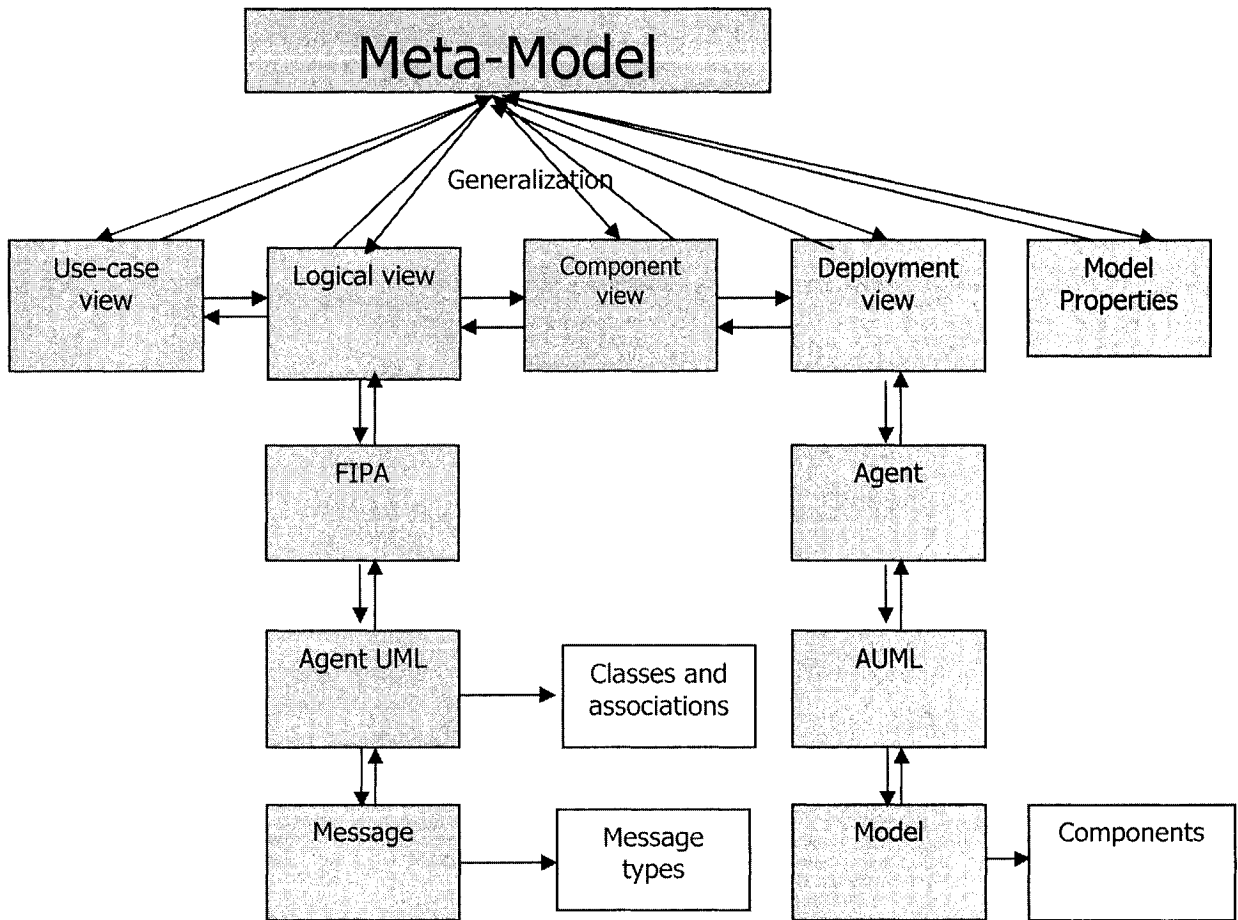 Meta-Model
Generalization
Use-case
view
Logical view
Component
view
Deployment
view
Model
Properties
FIPA
Agent
Agent UML
Classes and
associations
AUML
Message
Message
types
Model
Components